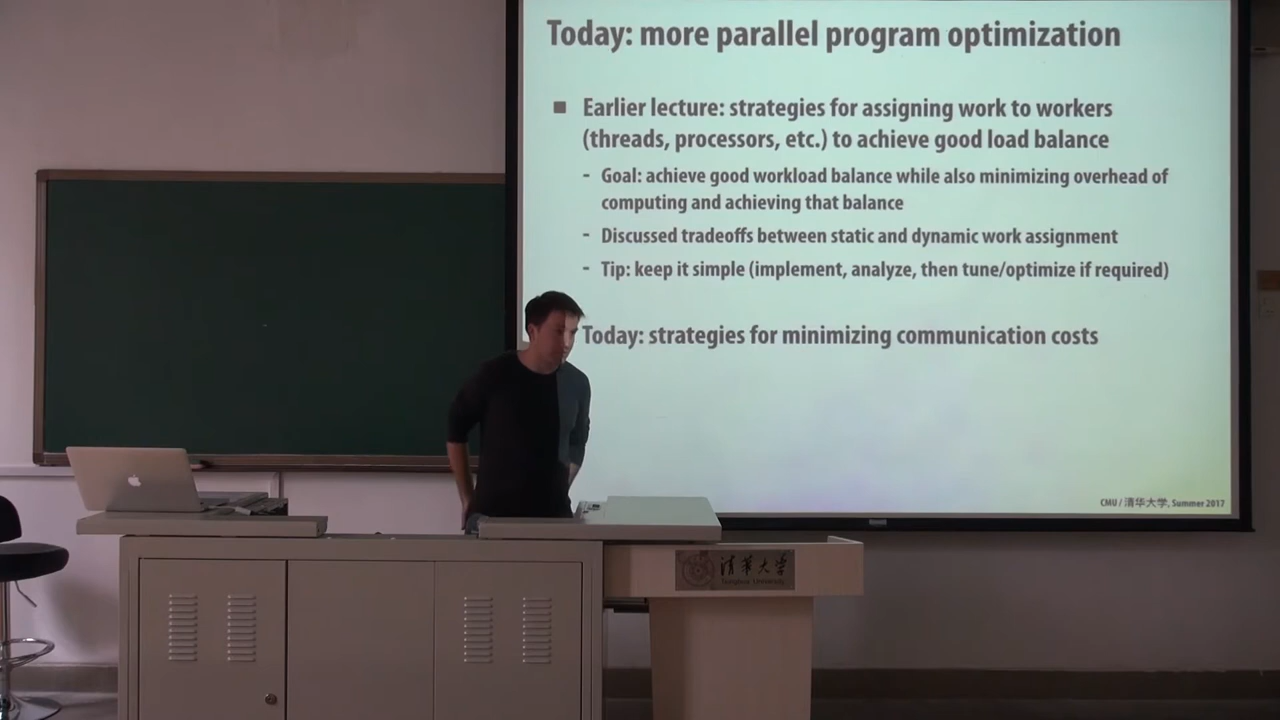 Today: more parallel program optimization
Earlier lecture: strategies for assigning work to workers
(threads, processors, etc.) to achieve good load balance
- Goal: achieve good workload balance while also minimizing overhead of
computing and achieving that balance
- Discussed tradeoffs between static and dynamic work assignment
- Tip: keep it simple (implement, analyze, then tune/optimize if required)
Today: strategies for minimizing communication costs
CMU / 清华大学, Summer 2017
清华大学
Tsinghua University